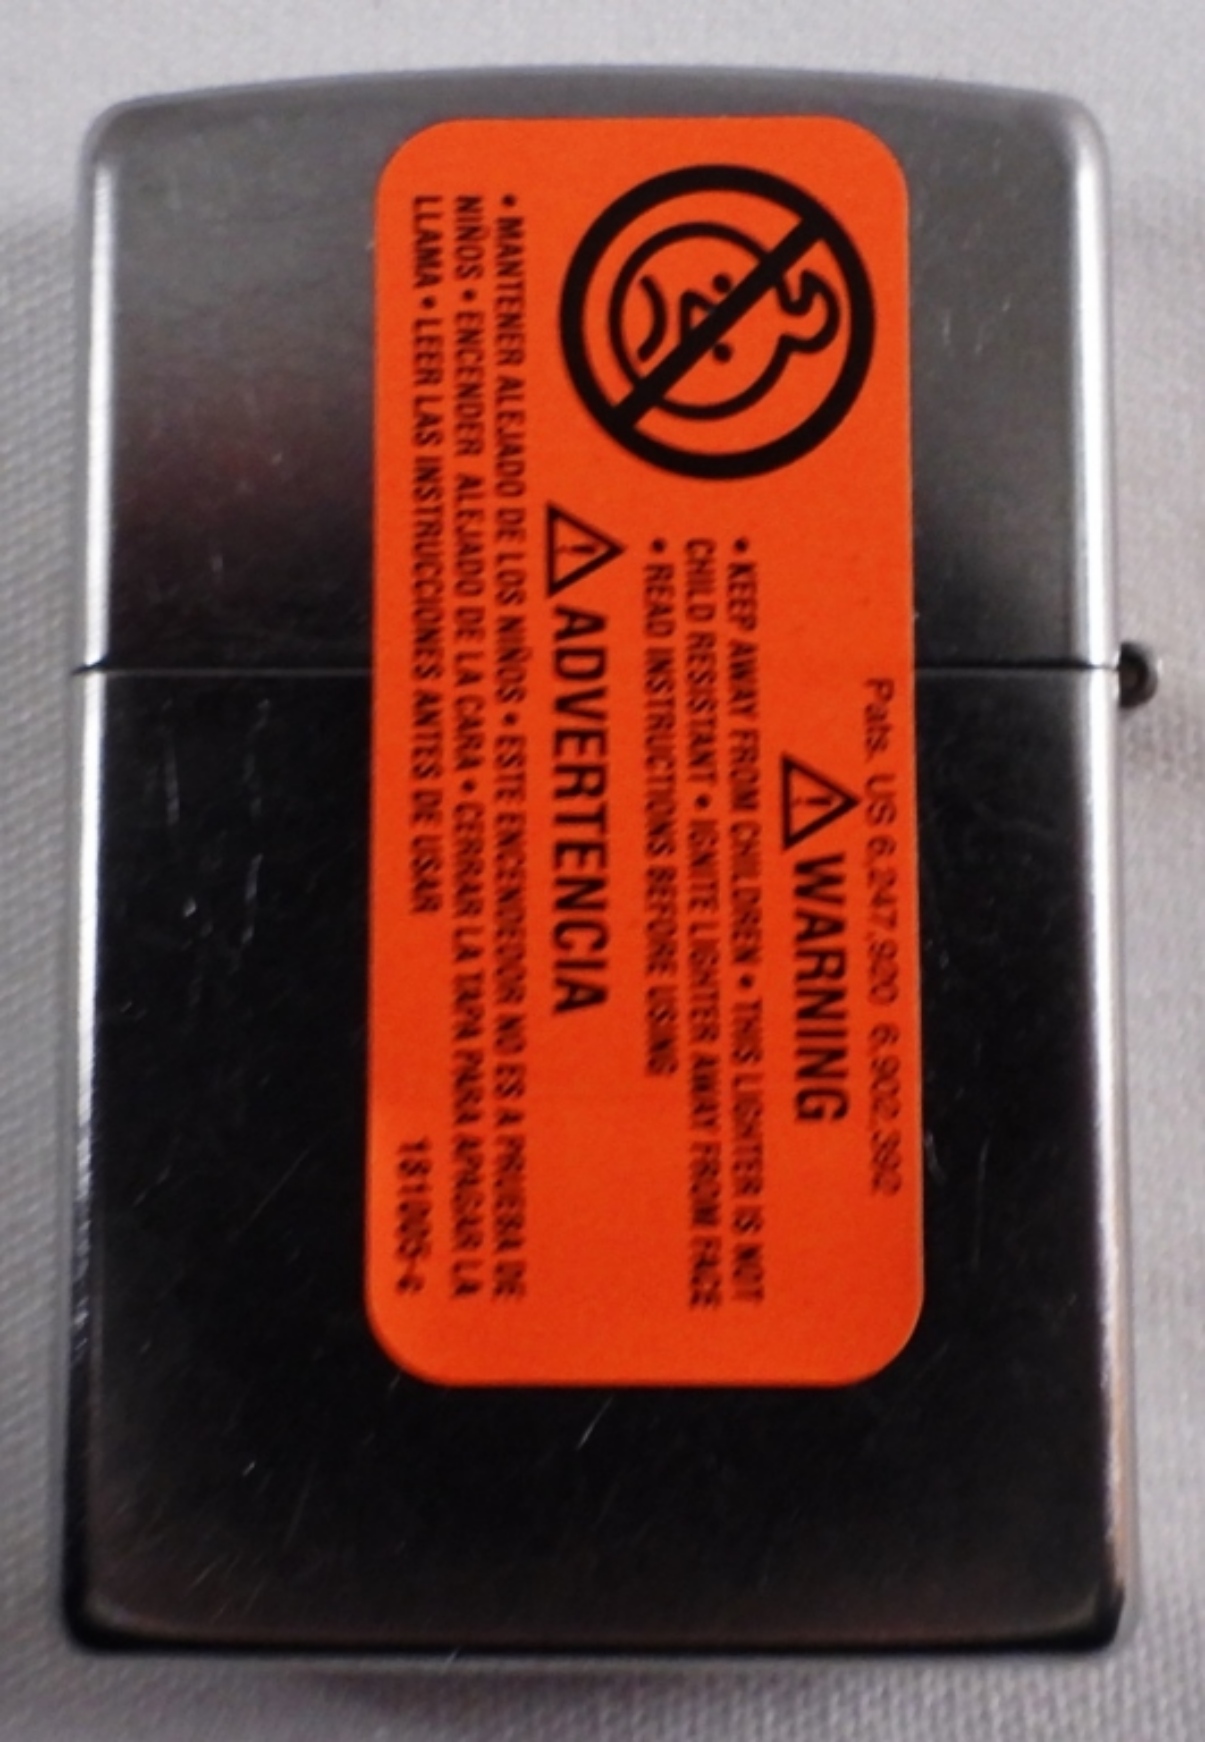 Pats. US 6,247,920 6,902,392
WARNING
• KEEP AWAY FROM CHILDREN • THIS LIGHTER IS NOT
CHILD RESISTANT • IGNITE LIGHTER AWAY FROM FACE
• READ INSTRUCTIONS BEFORE USING
ADVERTENCIA
• MANTENER ALEJADO DE LOS NIÑOS • ESTE ENCENDEDOR NO ES A PRUEBA DE
NIÑOS • ENCENDER ALEJADO DE LA CARA • CERRAR LA TAPA PARA APAGAR LA
LLAMA • LEER LAS INSTRUCCIONES ANTES DE USAR